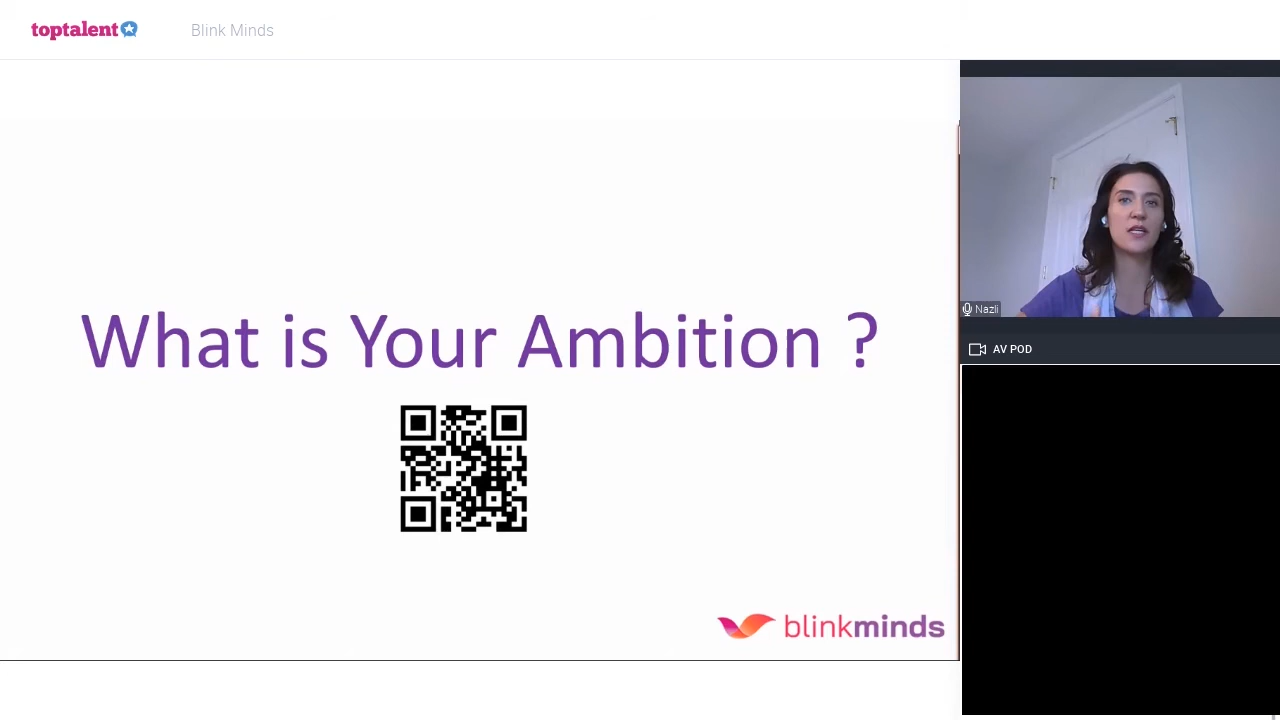 toptalent
Blink Minds
What is Your Ambition ?
blinkminds
Nazli
AV POD